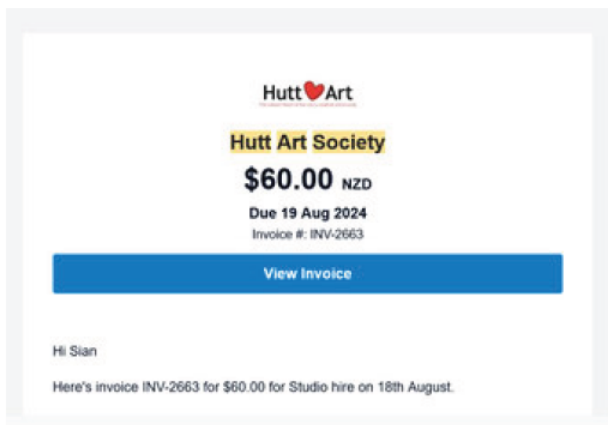 Hutt Art
Hutt Art Society
$60.00 NZD
Due 19 Aug 2024
Invoice #: INV-2663
View Invoice
Hi Sian
Here's invoice INV-2663 for $60.00 for Studio hire on 18th August.